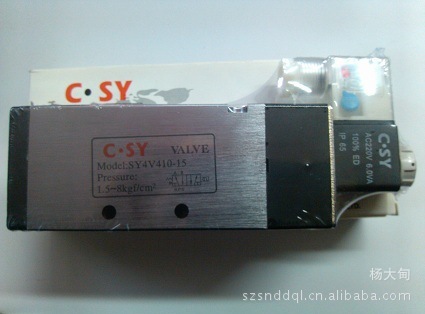 C·SY
C·SY VALVE
Model:SY4V410-15
Pressure:
1.5~8kgf/cm²
C·SY
AC220V 6.0VA
100% ED
IP 65
杨大甸
szsnddql.cn.alibaba.com